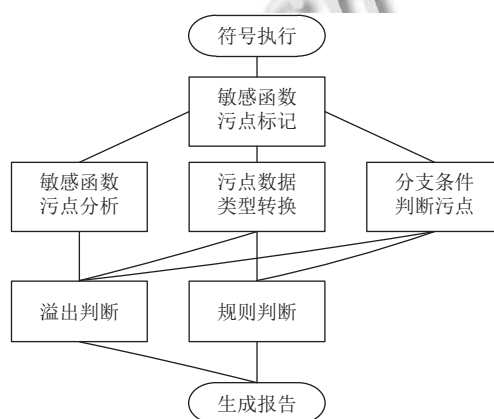 符号执行
敏感函数
污点标记
敏感函数
污点分析
污点数据
类型转换
分支条件
判断污点
溢出判断
规则判断
生成报告